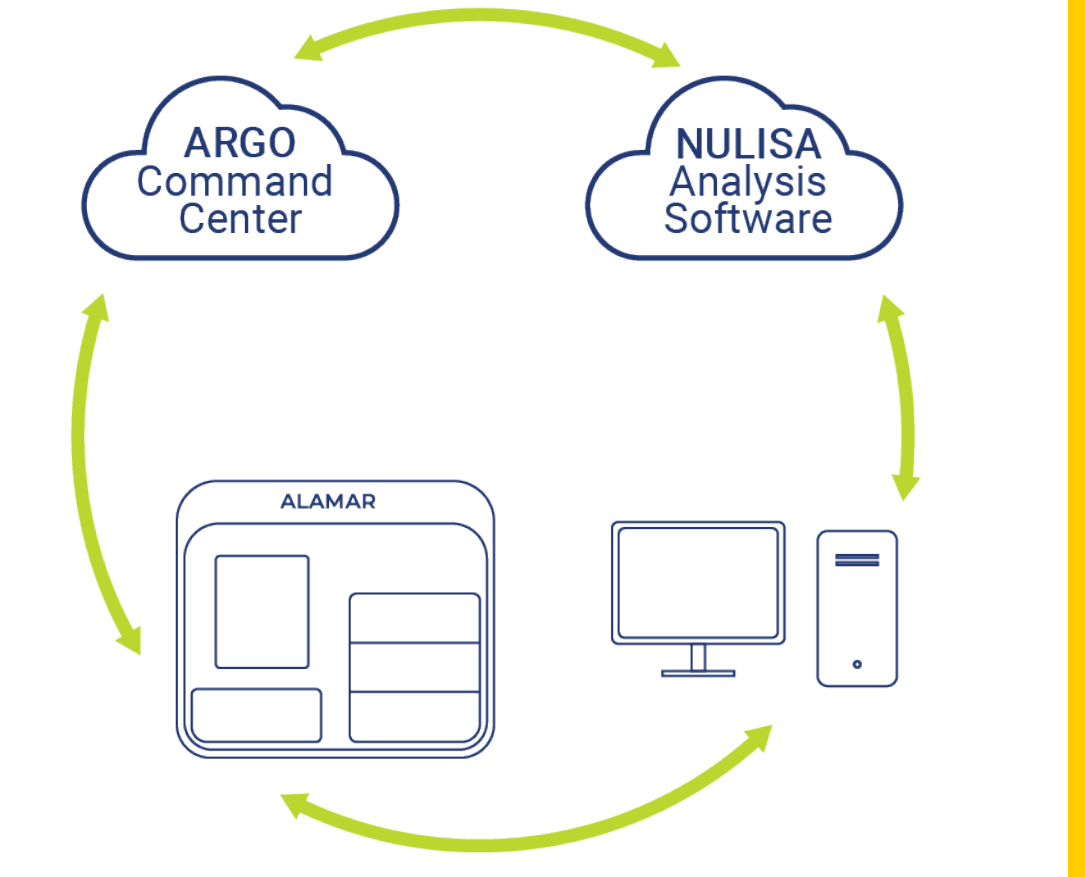 ARGO
Command
Center
NULISA
Analysis
Software
ALAMAR